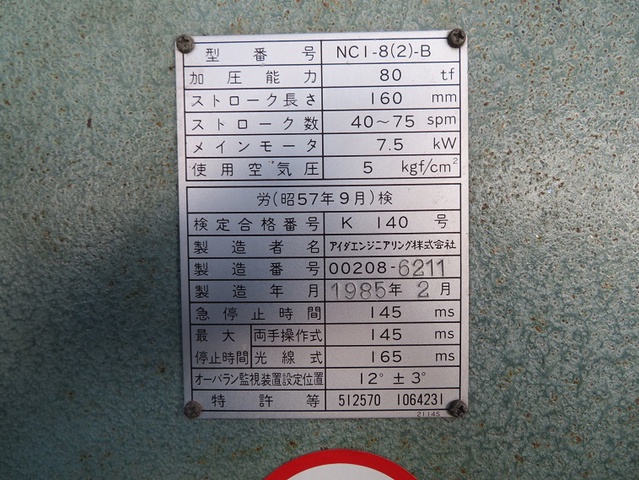 型番号 NC1-8(2)-B
加圧能力 80 tf
ストローク長さ 160 mm
ストローク数 40~75 spm
メインモータ 7.5 kW
使用空気圧 5 kgf/cm²
労(昭57年9月)検
検定合格番号 K 140 号
製造者名 アイダエンジニアリング株式会社
製造番号 00208-6211
製造年月 1985年2月
急停止時間 145 ms
最大 両手操作式 145 ms
停止時間 光線式 165 ms
オーバラン監視装置設定位置 12°±3°
特許等 512570 1064231
21145